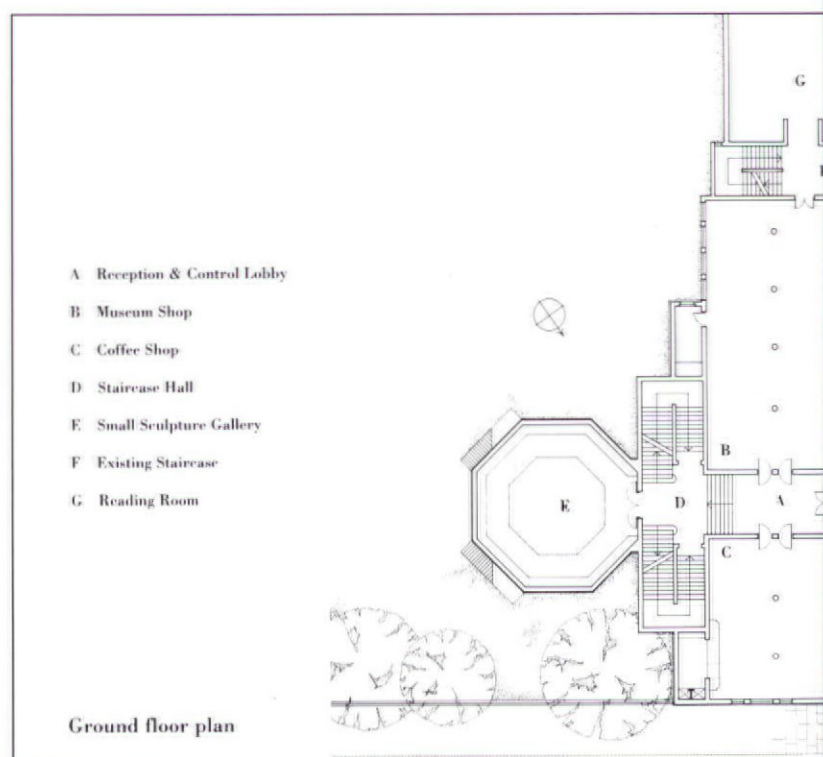 G
A Reception & Control Lobby
B Museum Shop
C Coffee Shop
D Staircase Hall
E Small Sculpture Gallery
F Existing Staircase
G Reading Room
B
E
D
A
C
Ground floor plan